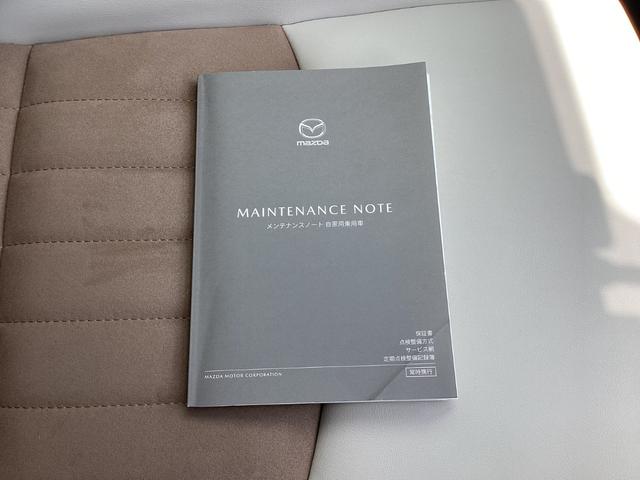 mazda
MAINTENANCE NOTE
メンテナンスノート 自家用乗用車
保証書
点検整備方式
サービス網
定期点検整備記録簿
MAZDA MOTOR CORPORATION
常時携行